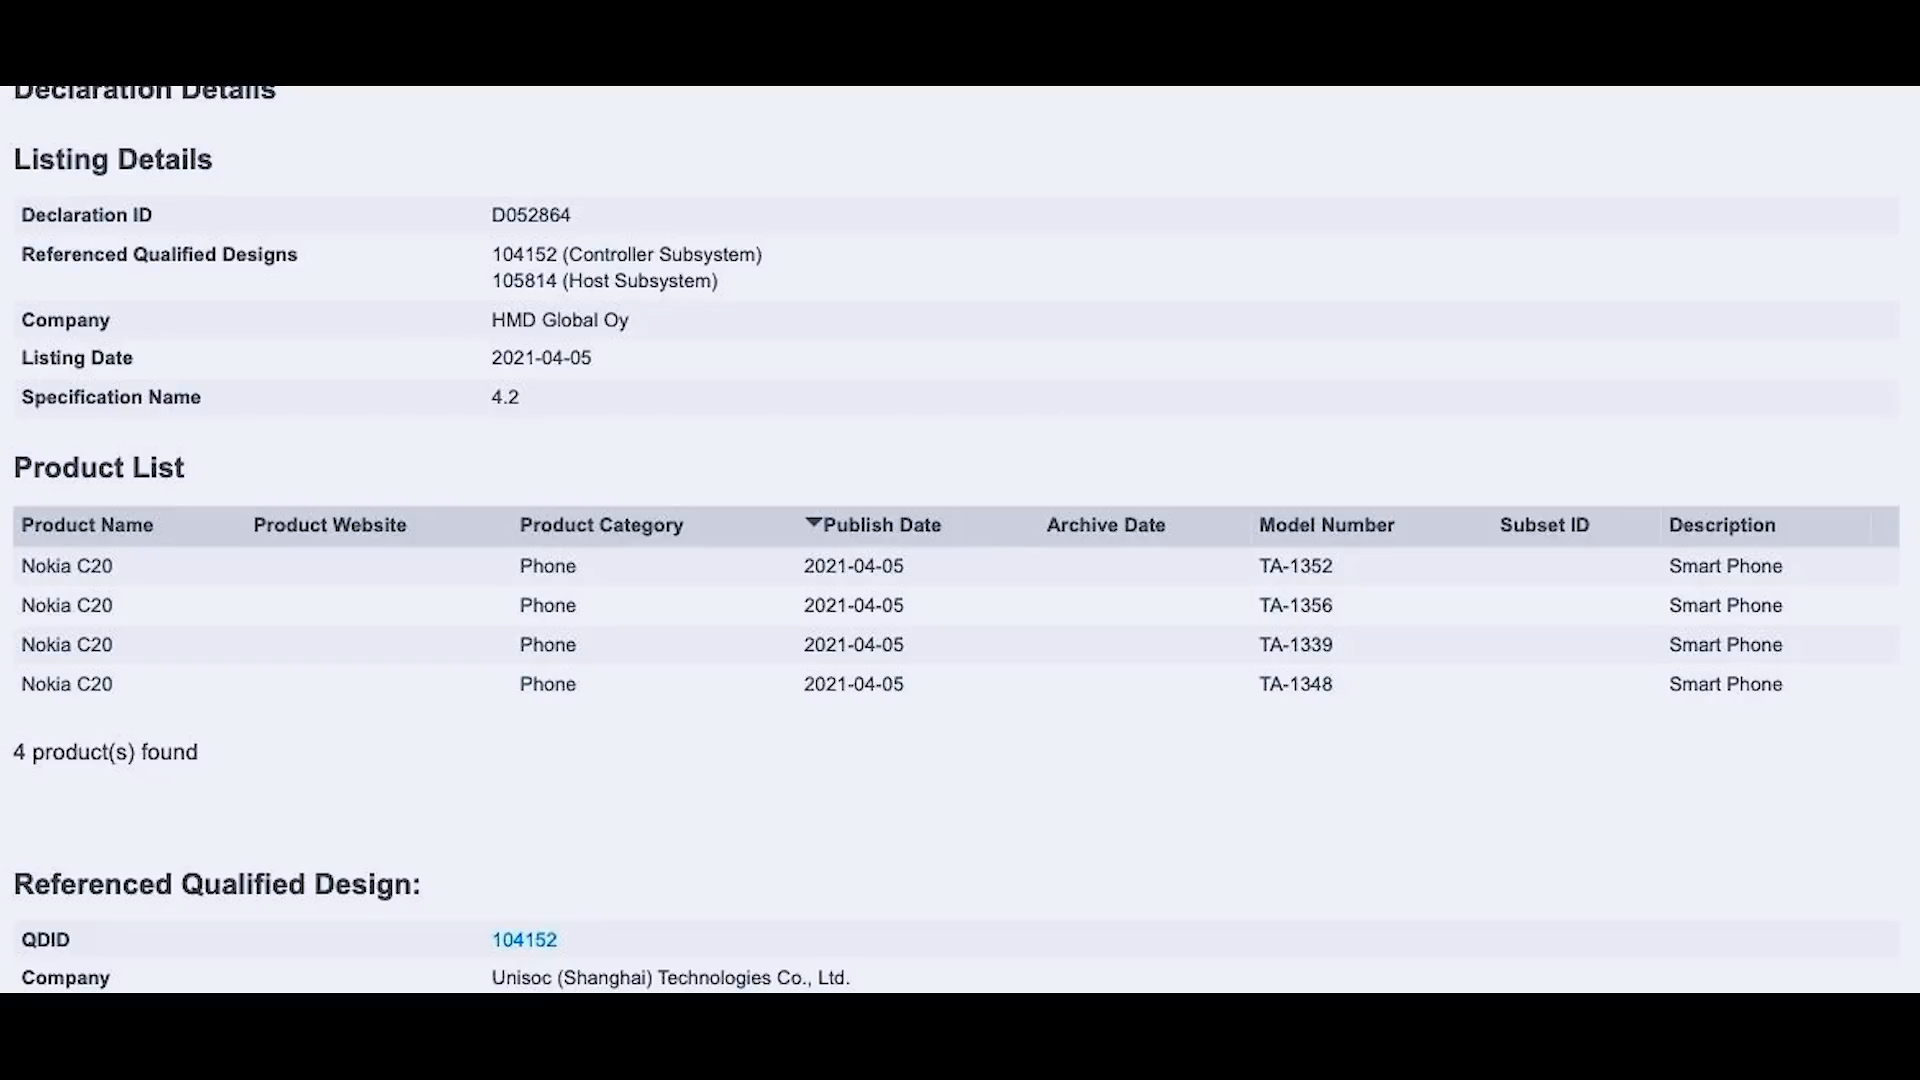 Declaration Details
Listing Details
Declaration ID D052864
Referenced Qualified Designs 104152 (Controller Subsystem)
105814 (Host Subsystem)
Company HMD Global Oy
Listing Date 2021-04-05
Specification Name 4.2
Product List
Product Name Product Website Product Category Publish Date Archive Date Model Number Subset ID Description
Nokia C20 Phone 2021-04-05 TA-1352 Smart Phone
Nokia C20 Phone 2021-04-05 TA-1356 Smart Phone
Nokia C20 Phone 2021-04-05 TA-1339 Smart Phone
Nokia C20 Phone 2021-04-05 TA-1348 Smart Phone
4 product(s) found
Referenced Qualified Design:
QDID 104152
Company Unisoc (Shanghai) Technologies Co., Ltd.